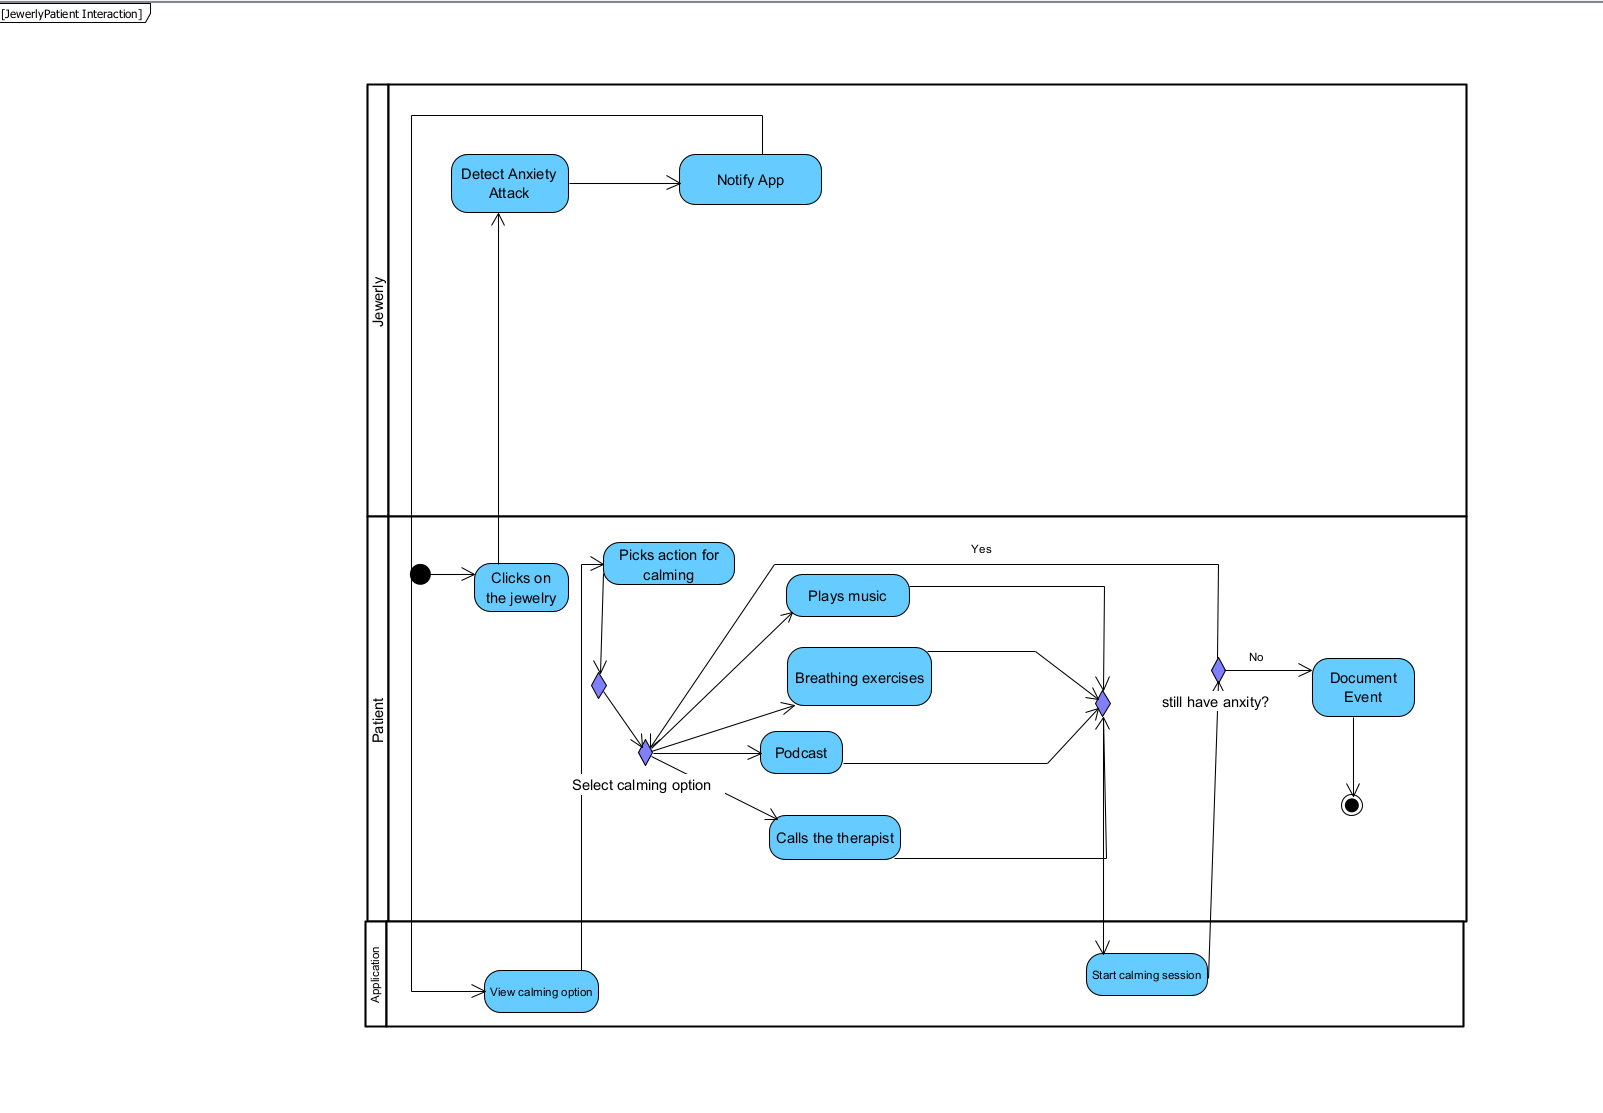 [JewerlyPatient Interaction]
Jewerly
Detect Anxiety
Attack
Notify App
Patient
Clicks on
the jewelry
Picks action for
calming
Yes
Plays music
Breathing exercises
Podcast
Select calming option
Calls the therapist
No
still have anxity?
Document
Event
Application
View calming option
Start calming session